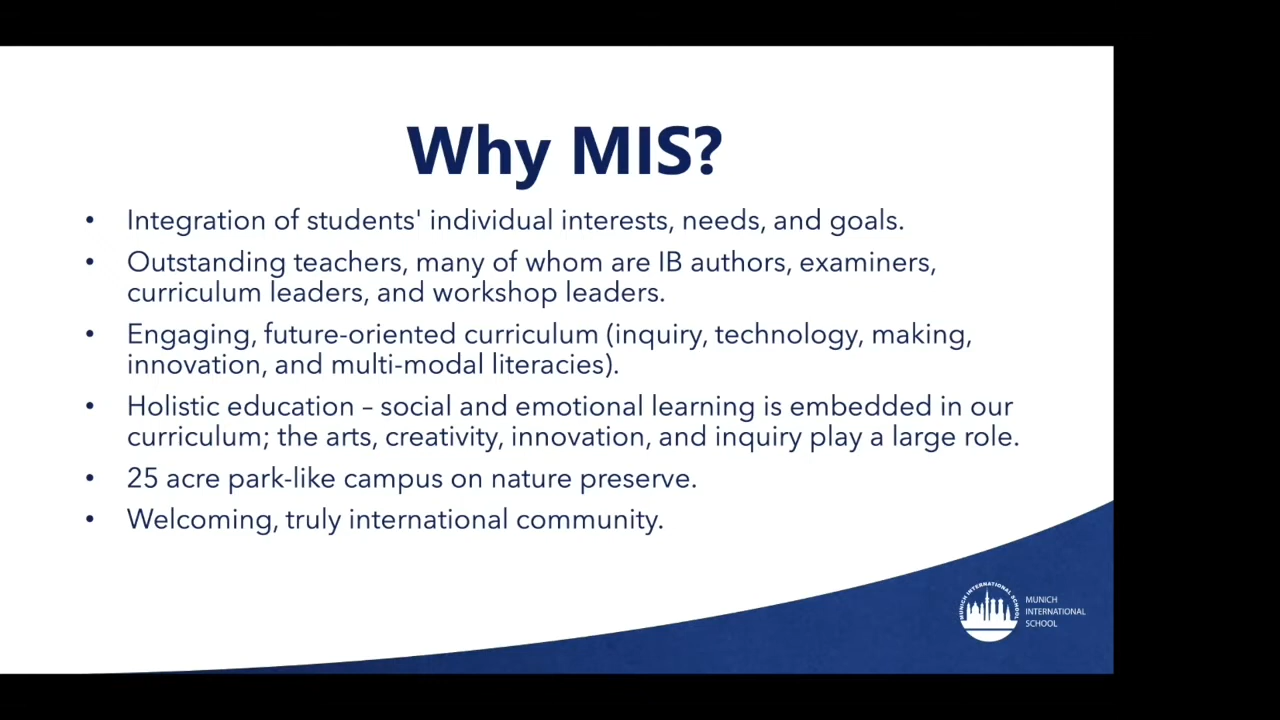 Why MIS?
• Integration of students' individual interests, needs, and goals.
• Outstanding teachers, many of whom are IB authors, examiners,
curriculum leaders, and workshop leaders.
• Engaging, future-oriented curriculum (inquiry, technology, making,
innovation, and multi-modal literacies).
• Holistic education – social and emotional learning is embedded in our
curriculum; the arts, creativity, innovation, and inquiry play a large role.
• 25 acre park-like campus on nature preserve.
• Welcoming, truly international community.
MUNICH INTERNATIONAL SCHOOL
MUNICH
INTERNATIONAL
SCHOOL